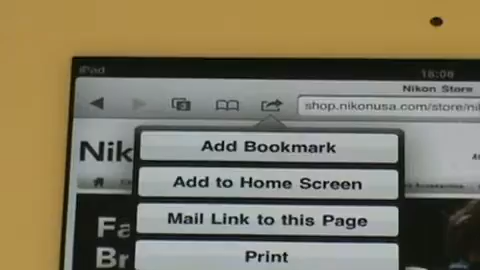 iPad 16:08
Nikon Store
shop.nikonusa.com/store/ni
Nik
Add Bookmark
Add to Home Screen
Mail Link to this Page
Print
Fa
Br